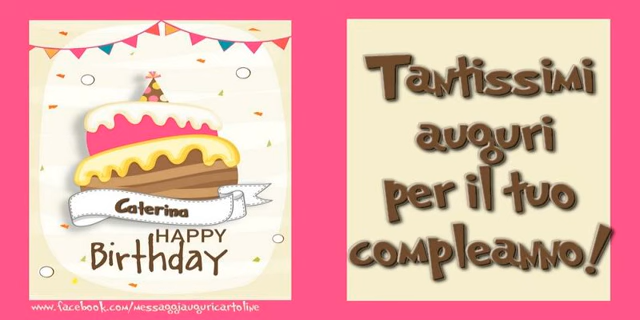 Caterina
HAPPY
Birthday
www.facebook.com/messaggiauguricartoline
Tantissimi
auguri
per il tuo
compleanno!